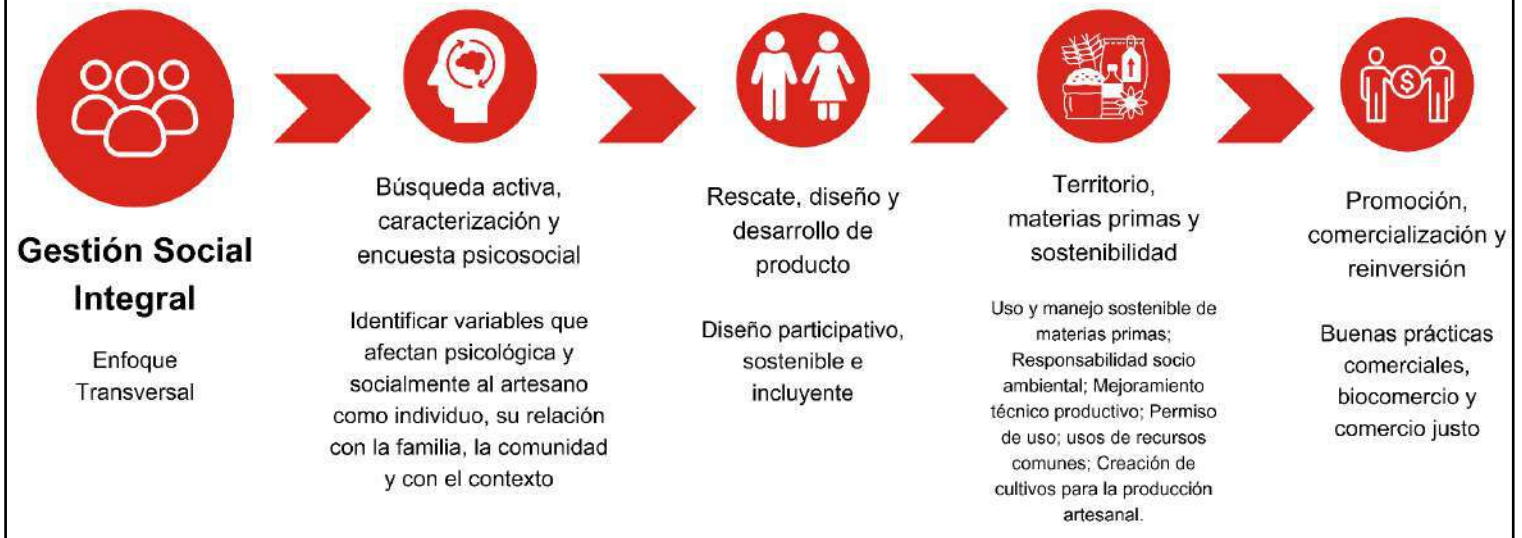 Gestión Social
Integral
Enfoque
Transversal
Búsqueda activa,
caracterización y
encuesta psicosocial
Identificar variables que
afectan psicológica y
socialmente al artesano
como individuo, su relación
con la familia, la comunidad
y con el contexto
Rescate, diseño y
desarrollo de
producto
Diseño participativo,
sostenible e
incluyente
Territorio,
materias primas y
sostenibilidad
Uso y manejo sostenible de
materias primas;
Responsabilidad socio
ambiental; Mejoramiento
técnico productivo; Permiso
de uso; usos de recursos
comunes; Creación de
cultivos para la producción
artesanal.
Promoción,
comercialización y
reinversión
Buenas prácticas
comerciales,
biocomercio y
comercio justo
$